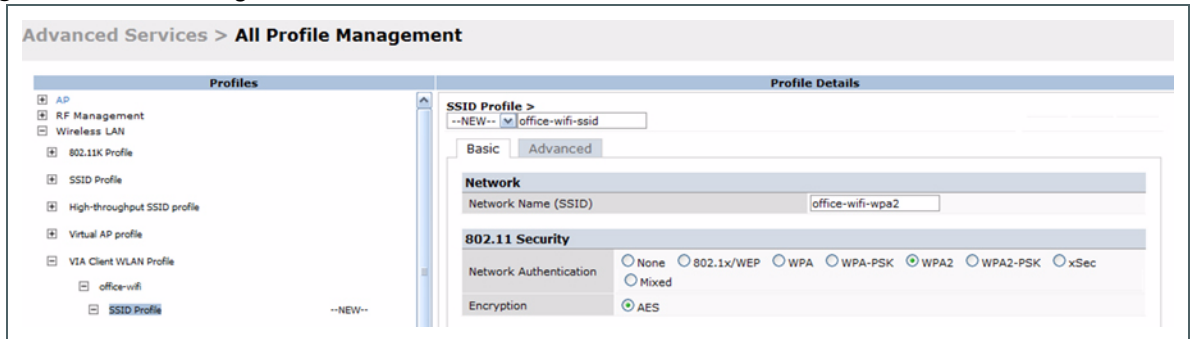 Advanced Services > All Profile Management
Profiles
AP
RF Management
Wireless LAN
802.11K Profile
SSID Profile
High-throughput SSID profile
Virtual AP profile
VIA Client WLAN Profile
office-wifi
SSID Profile --NEW--
Profile Details
SSID Profile >
--NEW-- office-wifi-ssid
Basic Advanced
Network
Network Name (SSID) office-wifi-wpa2
802.11 Security
Network Authentication None 802.1x/WEP WPA WPA-PSK WPA2 WPA2-PSK xSec
Mixed
Encryption AES